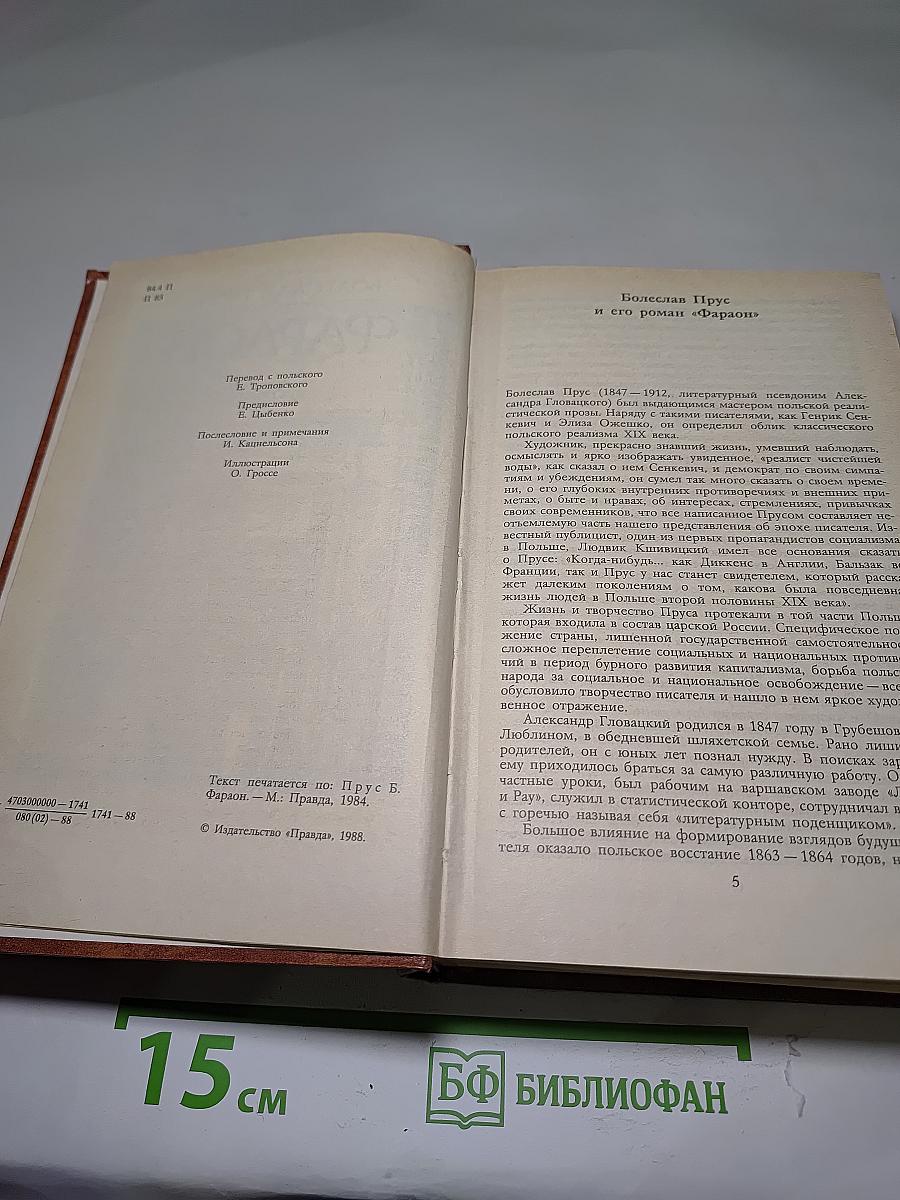 84.4 П
П 85
Перевод с польского
Е. Троповского
Предисловие
Е. Цыбенко
Послесловие и примечания
И. Кацнельсона
Иллюстрации
О. Гроссе
Текст печатается по: Прус Б.
Фараон. — М.: Правда, 1984.
4703000000 — 1741
080(02) — 88
1741 — 88
© Издательство «Правда», 1988.
Болеслав Прус
и его роман «Фараон»
Болеслав Прус (1847 — 1912, литературный псевдоним Алек-
сандра Гловацкого) был выдающимся мастером польской реали-
стической прозы. Наряду с такими писателями, как Генрик Сен-
кевич и Элиза Ожешко, он определил облик классического
польского реализма XIX века.
Художник, прекрасно знавший жизнь, умевший наблюдать,
осмыслять и ярко изображать увиденное, «реалист чистейшей
воды», как сказал о нем Сенкевич, и демократ по своим симпа-
тиям и убеждениям, он сумел так много сказать о своем време-
ни, о его глубоких внутренних противоречиях и внешних при-
метах, о быте и нравах, об интересах, стремлениях, привычках
своих современников, что все написанное Прусом составляет не-
отъемлемую часть нашего представления об эпохе писателя. Из-
вестный публицист, один из первых пропагандистов социализма
в Польше, Людвик Кшивицкий имел все основания сказать
о Прусе: «Когда-нибудь... как Диккенс в Англии, Бальзак во
Франции, так и Прус у нас станет свидетелем, который расска-
жет далеким поколениям о том, какова была повседневна
жизнь людей в Польше второй половины XIX века».
Жизнь и творчество Пруса протекали в той части Поль
которая входила в состав царской России. Специфическое по
жение страны, лишенной государственной самостоятельнос
сложное переплетение социальных и национальных противо
чий в период бурного развития капитализма, борьба польс
народа за социальное и национальное освобождение — все
обусловило творчество писателя и нашло в нем яркое худо
венное отражение.
Александр Гловацкий родился в 1847 году в Грубешов
Люблином, в обедневшей шляхетской семье. Рано лиши
родителей, он с юных лет познал нужду. В поисках зар
ему приходилось браться за самую различную работу. О
частные уроки, был рабочим на варшавском заводе «Л
и Рау», служил в статистической конторе, сотрудничал в
с горечью называя себя «литературным поденщиком».
Большое влияние на формирование взглядов будущ
теля оказало польское восстание 1863 — 1864 годов, н
5
15 см
БФ БИБЛИОФАН